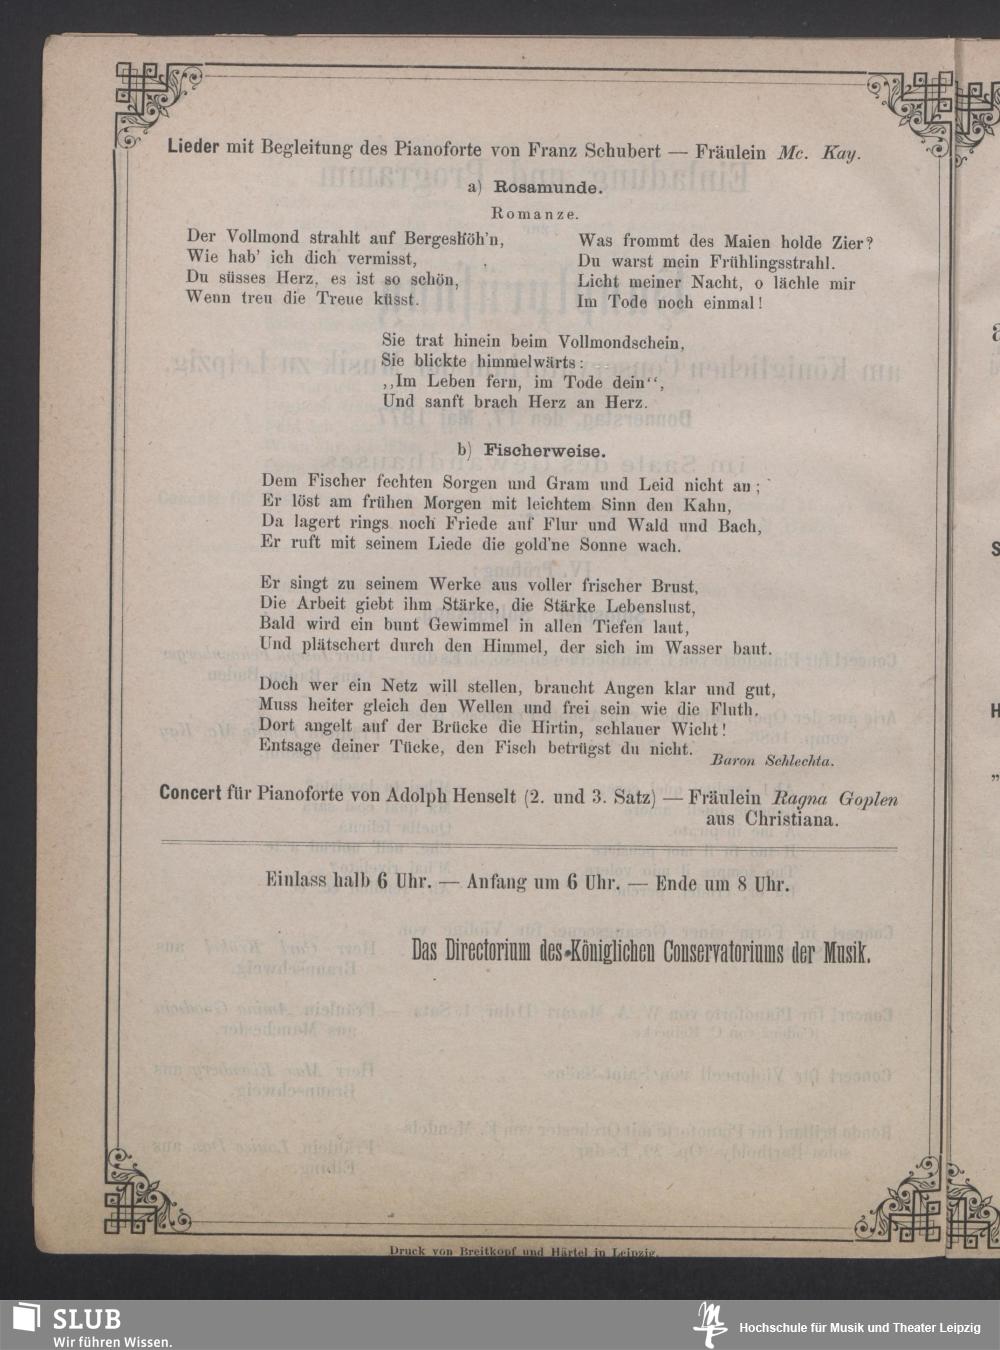 Lieder mit Begleitung des Pianoforte von Franz Schubert — Fräulein Mc. Kay.
a) Rosamunde.
Romanze.
Der Vollmond strahlt auf Bergeshöh'n,
Wie hab' ich dich vermisst,
Du süsses Herz, es ist so schön,
Wenn treu die Treue küsst.
Was frommt des Maien holde Zier?
Du warst mein Frühlingsstrahl.
Licht meiner Nacht, o lächle mir
Im Tode noch einmal!
Sie trat hinein beim Vollmondschein,
Sie blickte himmelwärts:
,,Im Leben fern, im Tode dein“,
Und sanft brach Herz an Herz.
b) Fischerweise.
Dem Fischer fechten Sorgen und Gram und Leid nicht an;
Er löst am frühen Morgen mit leichtem Sinn den Kahn,
Da lagert rings noch Friede auf Flur und Wald und Bach,
Er ruft mit seinem Liede die gold'ne Sonne wach.
Er singt zu seinem Werke aus voller frischer Brust,
Die Arbeit giebt ihm Stärke, die Stärke Lebenslust,
Bald wird ein bunt Gewimmel in allen Tiefen laut,
Und plätschert durch den Himmel, der sich im Wasser baut.
Doch wer ein Netz will stellen, braucht Augen klar und gut,
Muss heiter gleich den Wellen und frei sein wie die Fluth.
Dort angelt auf der Brücke die Hirtin, schlauer Wicht!
Entsage deiner Tücke, den Fisch betrügst du nicht.
Baron Schlechta.
Concert für Pianoforte von Adolph Henselt (2. und 3. Satz) — Fräulein Ragna Goplen
aus Christiana.
Einlass halb 6 Uhr. — Anfang um 6 Uhr. — Ende um 8 Uhr.
Das Directorium des Königlichen Conservatoriums der Musik.
Druck von Breitkopf und Härtel in Leipzig.
SLUB
Wir führen Wissen.
Hochschule für Musik und Theater Leipzig